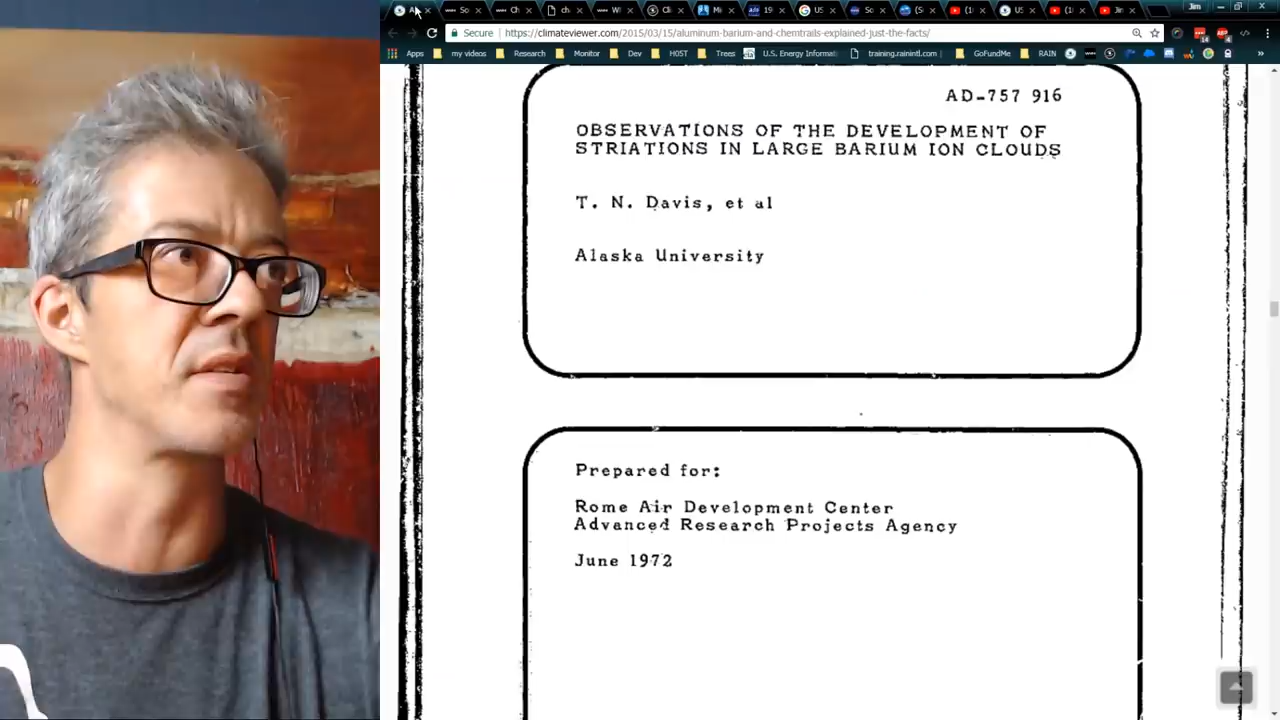 Jim
Secure
https://climateviewer.com/2015/03/15/aluminum-barium-and-chemtrails-explained-just-the-facts/
Apps
my videos
Research
Monitor
Dev
H05T
Trees
U.S. Energy Informat
training.rainintl.com
GoFundMe
RAIN
AD-757 916
OBSERVATIONS OF THE DEVELOPMENT OF
STRIATIONS IN LARGE BARIUM ION CLOUDS
T. N. Davis, et al
Alaska University
Prepared for:
Rome Air Development Center
Advanced Research Projects Agency
June 1972